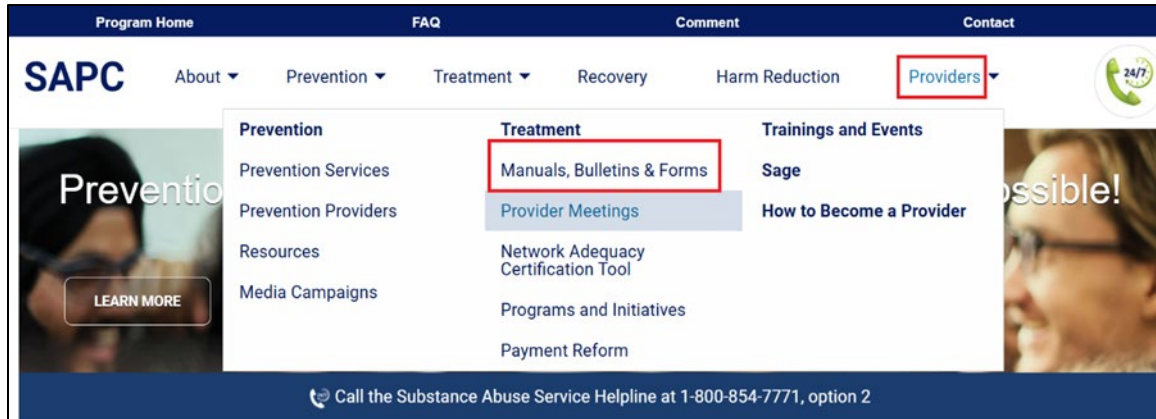 Program Home FAQ Comment Contact
SAPC About Prevention Treatment Recovery Harm Reduction Providers 24/7
Prevention Treatment Trainings and Events
Prevention Services Manuals, Bulletins & Forms Sage
Preventio ossible!
Prevention Providers Provider Meetings How to Become a Provider
Resources Network Adequacy
Certification Tool
LEARN MORE
Media Campaigns Programs and Initiatives
Payment Reform
Call the Substance Abuse Service Helpline at 1-800-854-7771, option 2